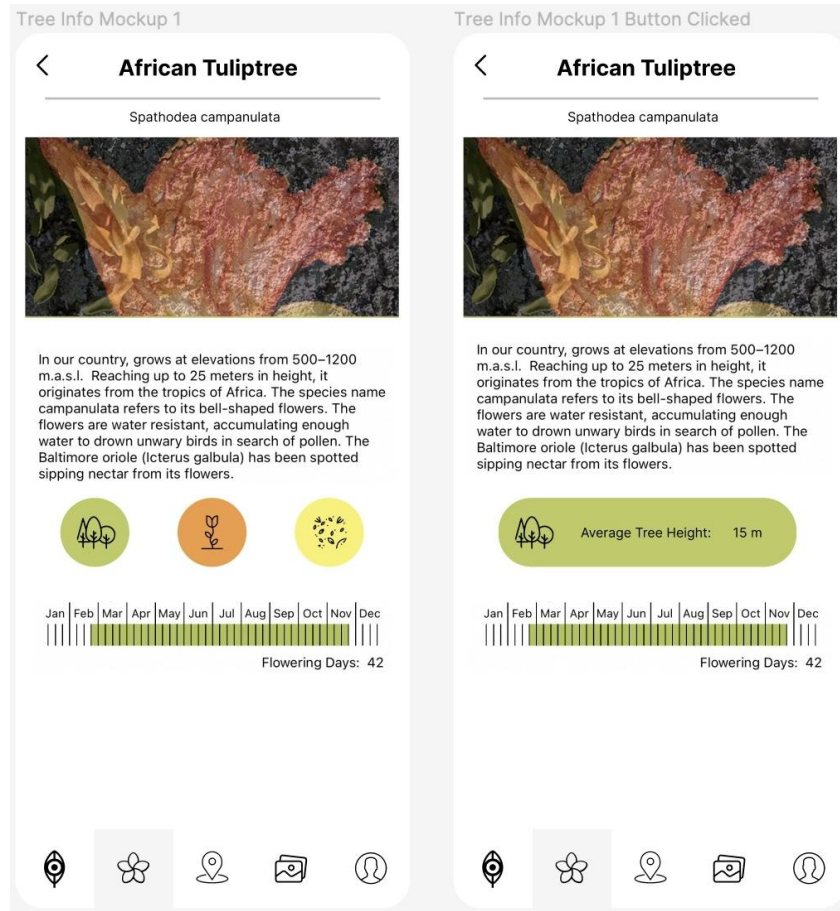 Tree Info Mockup 1
African Tuliptree
Spathodea campanulata
In our country, grows at elevations from 500–1200
m.a.s.l.  Reaching up to 25 meters in height, it
originates from the tropics of Africa. The species name
campanulata refers to its bell-shaped flowers. The
flowers are water resistant, accumulating enough
water to drown unwary birds in search of pollen. The
Baltimore oriole (Icterus galbula) has been spotted
sipping nectar from its flowers.
Jan Feb Mar Apr May Jun Jul Aug Sep Oct Nov Dec
Flowering Days: 42
Tree Info Mockup 1 Button Clicked
African Tuliptree
Spathodea campanulata
In our country, grows at elevations from 500–1200
m.a.s.l.  Reaching up to 25 meters in height, it
originates from the tropics of Africa. The species name
campanulata refers to its bell-shaped flowers. The
flowers are water resistant, accumulating enough
water to drown unwary birds in search of pollen. The
Baltimore oriole (Icterus galbula) has been spotted
sipping nectar from its flowers.
Average Tree Height: 15 m
Jan Feb Mar Apr May Jun Jul Aug Sep Oct Nov Dec
Flowering Days: 42